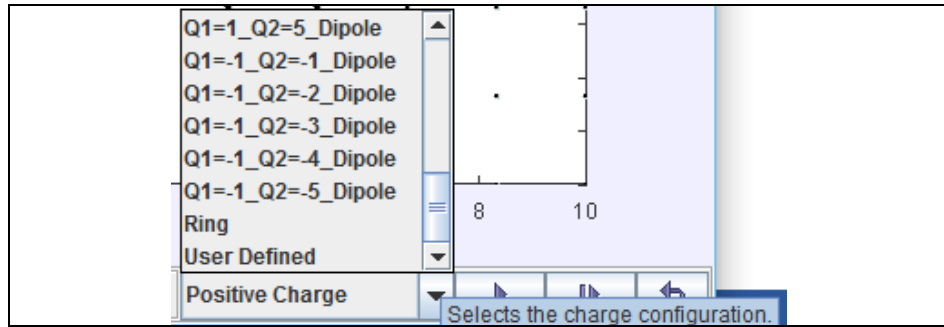 Q1=1_Q2=5_Dipole
Q1=-1_Q2=-1_Dipole
Q1=-1_Q2=-2_Dipole
Q1=-1_Q2=-3_Dipole
Q1=-1_Q2=-4_Dipole
Q1=-1_Q2=-5_Dipole
Ring
User Defined
8 10
Positive Charge
Selects the charge configuration.